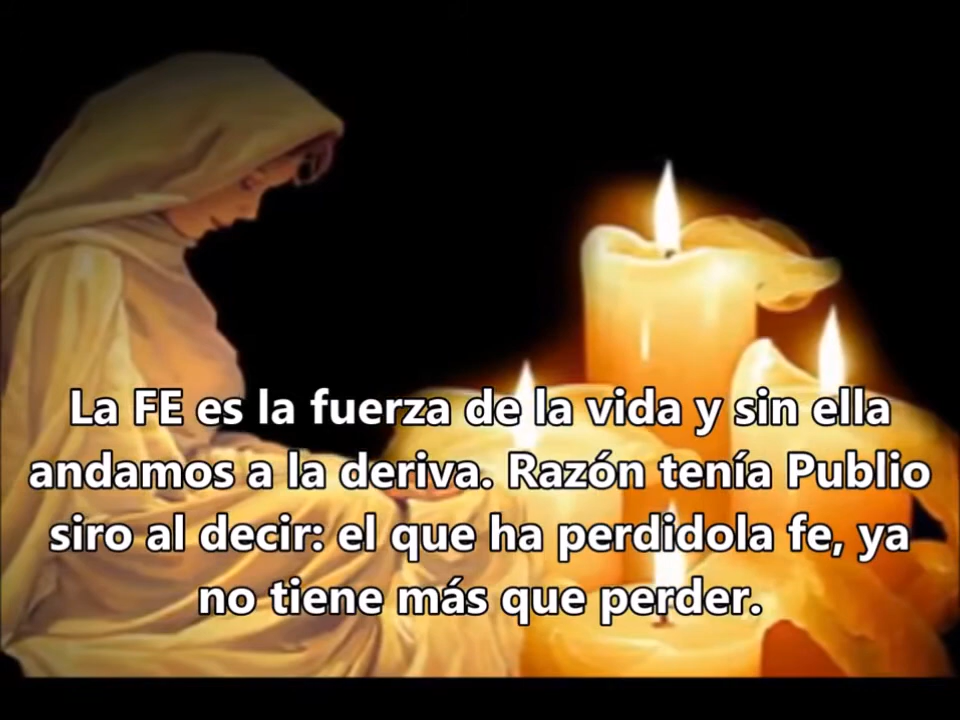 La FE es la fuerza de la vida y sin ella
andamos a la deriva. Razón tenía Publio
siro al decir: el que ha perdidola fe, ya
no tiene más que perder.